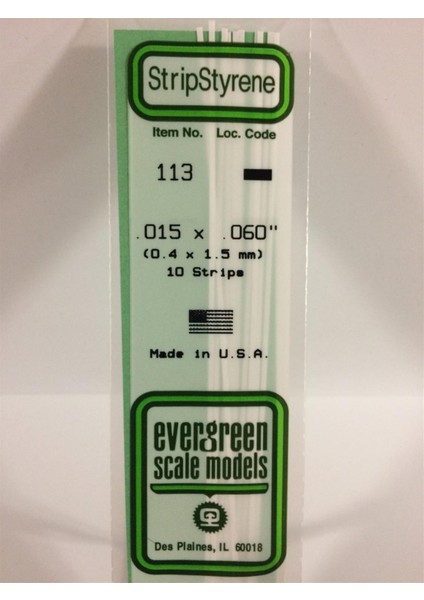 StripStyrene
Item No. Loc. Code
113
.015 x .060"
(0.4 x 1.5 mm)
10 Strips
Made in U.S.A.
evergreen
scale models
Des Plaines, IL 60018